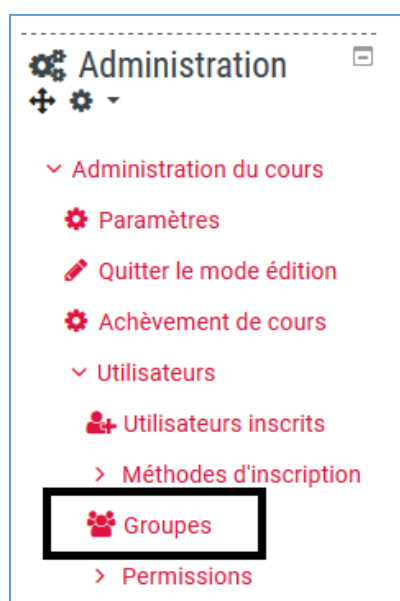 Administration
Administration du cours
Paramètres
Quitter le mode édition
Achèvement de cours
Utilisateurs
Utilisateurs inscrits
Méthodes d'inscription
Groupes
Permissions